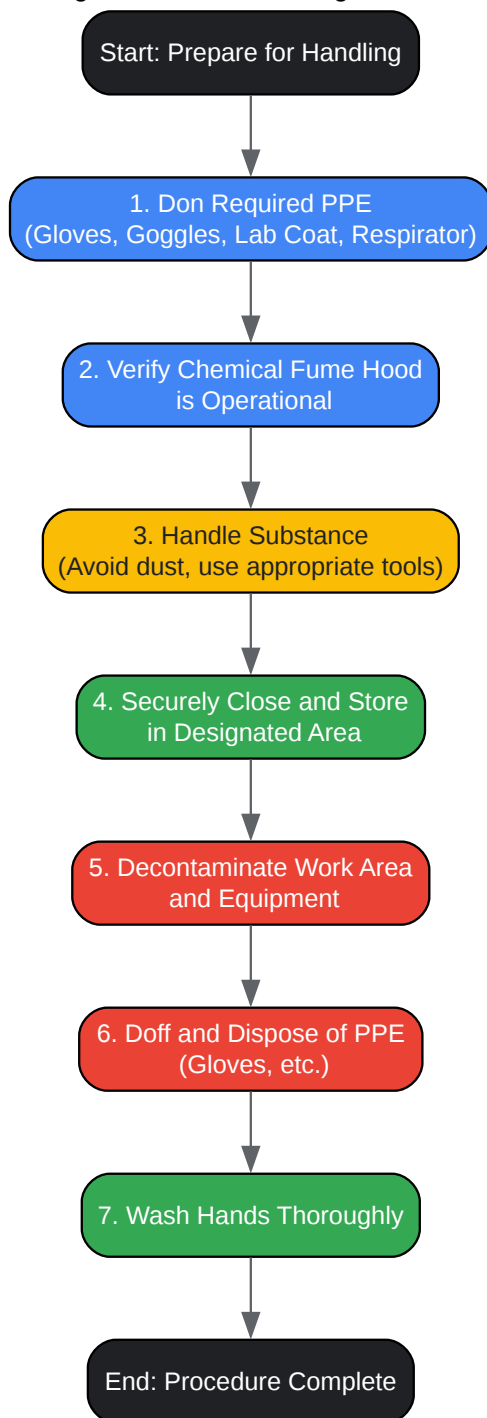 Start: Prepare for Handling
1. Don Required PPE
(Gloves, Goggles, Lab Coat, Respirator)
2. Verify Chemical Fume Hood
is Operational
3. Handle Substance
(Avoid dust, use appropriate tools)
4. Securely Close and Store
in Designated Area
5. Decontaminate Work Area
and Equipment
6. Doff and Dispose of PPE
(Gloves, etc.)
7. Wash Hands Thoroughly
End: Procedure Complete